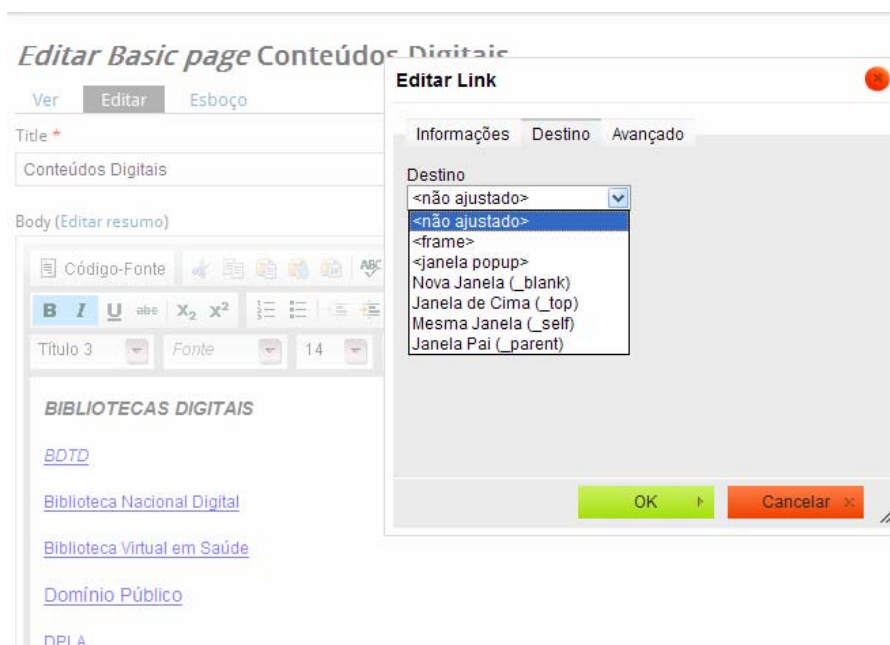 Editar Basic page Conteúdos Digitais
Ver Editar Esboço
Title *
Conteúdos Digitais
Body (Editar resumo)
Código-Fonte ABC
B I U abc X2 X²
Título 3 Fonte 14
BIBLIOTECAS DIGITAIS
BDTD
Biblioteca Nacional Digital
Biblioteca Virtual em Saúde
Domínio Público
DPLA
Editar Link
Informações Destino Avançado
Destino
<não ajustado>
<não ajustado>
<frame>
<janela popup>
Nova Janela (_blank)
Janela de Cima (_top)
Mesma Janela (_self)
Janela Pai (_parent)
OK Cancelar